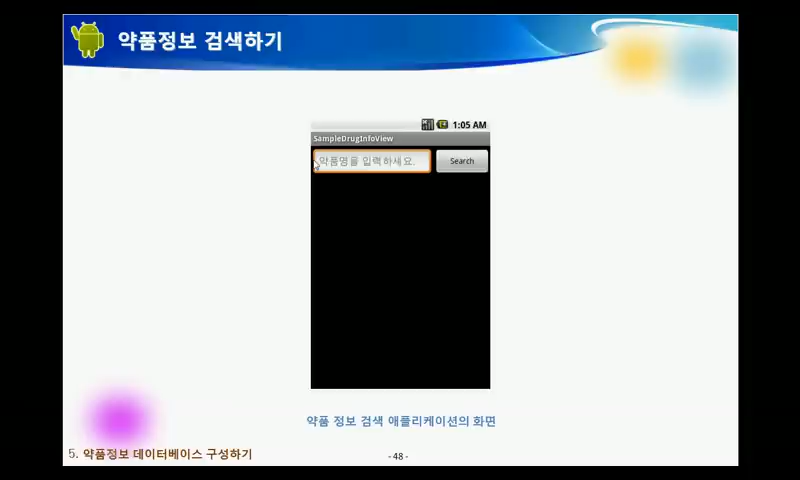 약품정보 검색하기
1:05 AM
SampleDrugInfoView
약품명을 입력하세요.
Search
약품 정보 검색 애플리케이션의 화면
5. 약품정보 데이터베이스 구성하기
- 48 -